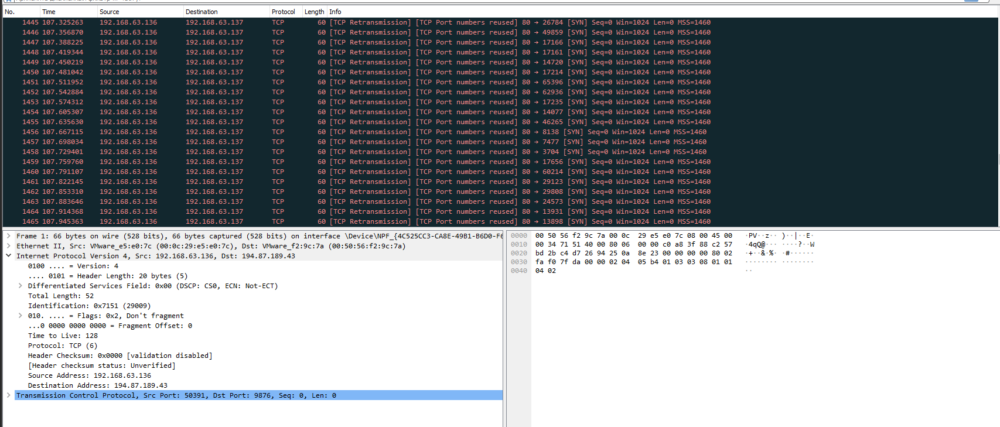 No. Time Source Destination Protocol Length Info
1445 107.325263 192.168.63.136 192.168.63.137 TCP 60 [TCP Retransmission] [TCP Port numbers reused] 80 → 26784 [SYN] Seq=0 Win=1024 Len=0 MSS=1460
1446 107.356870 192.168.63.136 192.168.63.137 TCP 60 [TCP Retransmission] [TCP Port numbers reused] 80 → 49859 [SYN] Seq=0 Win=1024 Len=0 MSS=1460
1447 107.388225 192.168.63.136 192.168.63.137 TCP 60 [TCP Retransmission] [TCP Port numbers reused] 80 → 17166 [SYN] Seq=0 Win=1024 Len=0 MSS=1460
1448 107.419344 192.168.63.136 192.168.63.137 TCP 60 [TCP Retransmission] [TCP Port numbers reused] 80 → 17161 [SYN] Seq=0 Win=1024 Len=0 MSS=1460
1449 107.450219 192.168.63.136 192.168.63.137 TCP 60 [TCP Retransmission] [TCP Port numbers reused] 80 → 14720 [SYN] Seq=0 Win=1024 Len=0 MSS=1460
1450 107.481042 192.168.63.136 192.168.63.137 TCP 60 [TCP Retransmission] [TCP Port numbers reused] 80 → 17214 [SYN] Seq=0 Win=1024 Len=0 MSS=1460
1451 107.511952 192.168.63.136 192.168.63.137 TCP 60 [TCP Retransmission] [TCP Port numbers reused] 80 → 65396 [SYN] Seq=0 Win=1024 Len=0 MSS=1460
1452 107.542884 192.168.63.136 192.168.63.137 TCP 60 [TCP Retransmission] [TCP Port numbers reused] 80 → 62936 [SYN] Seq=0 Win=1024 Len=0 MSS=1460
1453 107.574312 192.168.63.136 192.168.63.137 TCP 60 [TCP Retransmission] [TCP Port numbers reused] 80 → 17235 [SYN] Seq=0 Win=1024 Len=0 MSS=1460
1454 107.605307 192.168.63.136 192.168.63.137 TCP 60 [TCP Retransmission] [TCP Port numbers reused] 80 → 14077 [SYN] Seq=0 Win=1024 Len=0 MSS=1460
1455 107.635630 192.168.63.136 192.168.63.137 TCP 60 [TCP Retransmission] [TCP Port numbers reused] 80 → 46265 [SYN] Seq=0 Win=1024 Len=0 MSS=1460
1456 107.667115 192.168.63.136 192.168.63.137 TCP 60 [TCP Retransmission] [TCP Port numbers reused] 80 → 8138 [SYN] Seq=0 Win=1024 Len=0 MSS=1460
1457 107.698034 192.168.63.136 192.168.63.137 TCP 60 [TCP Retransmission] [TCP Port numbers reused] 80 → 7477 [SYN] Seq=0 Win=1024 Len=0 MSS=1460
1458 107.729401 192.168.63.136 192.168.63.137 TCP 60 [TCP Retransmission] [TCP Port numbers reused] 80 → 3704 [SYN] Seq=0 Win=1024 Len=0 MSS=1460
1459 107.759760 192.168.63.136 192.168.63.137 TCP 60 [TCP Retransmission] [TCP Port numbers reused] 80 → 17656 [SYN] Seq=0 Win=1024 Len=0 MSS=1460
1460 107.791107 192.168.63.136 192.168.63.137 TCP 60 [TCP Retransmission] [TCP Port numbers reused] 80 → 60214 [SYN] Seq=0 Win=1024 Len=0 MSS=1460
1461 107.822145 192.168.63.136 192.168.63.137 TCP 60 [TCP Retransmission] [TCP Port numbers reused] 80 → 29123 [SYN] Seq=0 Win=1024 Len=0 MSS=1460
1462 107.853310 192.168.63.136 192.168.63.137 TCP 60 [TCP Retransmission] [TCP Port numbers reused] 80 → 29808 [SYN] Seq=0 Win=1024 Len=0 MSS=1460
1463 107.883646 192.168.63.136 192.168.63.137 TCP 60 [TCP Retransmission] [TCP Port numbers reused] 80 → 24573 [SYN] Seq=0 Win=1024 Len=0 MSS=1460
1464 107.914368 192.168.63.136 192.168.63.137 TCP 60 [TCP Retransmission] [TCP Port numbers reused] 80 → 13931 [SYN] Seq=0 Win=1024 Len=0 MSS=1460
1465 107.945363 192.168.63.136 192.168.63.137 TCP 60 [TCP Retransmission] [TCP Port numbers reused] 80 → 13898 [SYN] Seq=0 Win=1024 Len=0 MSS=1460
Frame 1: 66 bytes on wire (528 bits), 66 bytes captured (528 bits) on interface \Device\NPF_{4C525CC3-CA8E-49B1-B6D0-F6
Ethernet II, Src: VMware_e5:e0:7c (00:0c:29:e5:e0:7c), Dst: VMware_f2:9c:7a (00:50:56:f2:9c:7a)
Internet Protocol Version 4, Src: 192.168.63.136, Dst: 194.87.189.43
0100 .... = Version: 4
.... 0101 = Header Length: 20 bytes (5)
Differentiated Services Field: 0x00 (DSCP: CS0, ECN: Not-ECT)
Total Length: 52
Identification: 0x7151 (29009)
010. .... = Flags: 0x2, Don't fragment
...0 0000 0000 0000 = Fragment Offset: 0
Time to Live: 128
Protocol: TCP (6)
Header Checksum: 0x0000 [validation disabled]
[Header checksum status: Unverified]
Source Address: 192.168.63.136
Destination Address: 194.87.189.43
Transmission Control Protocol, Src Port: 50391, Dst Port: 9876, Seq: 0, Len: 0
0000 00 50 56 f2 9c 7a 00 0c 29 e5 e0 7c 08 00 45 00 ·PV··z·· )··|··E·
0010 00 34 71 51 40 00 80 06 00 00 c0 a8 3f 88 c2 57 ·4qQ@··· ····?··W
0020 bd 2b c4 d7 26 94 25 0a 8e 23 00 00 00 00 80 02 ·+··&·%· ·#······
0030 fa f0 7f da 00 00 02 04 05 b4 01 03 03 08 01 01 ········ ········
0040 04 02 ··